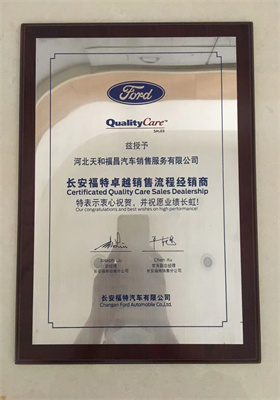 Ford
QualityCare™
SALES
兹授予
河北天和福昌汽车销售服务有限公司
长安福特卓越销售流程经销商
Certificated Quality Care Sales Dealership
特表示衷心祝贺，并祝愿业绩长虹！
Our congratulations and best wishes on high performance!
Chen Xu
长安福特汽车有限公司
Changan Ford Automobile Co.,Ltd